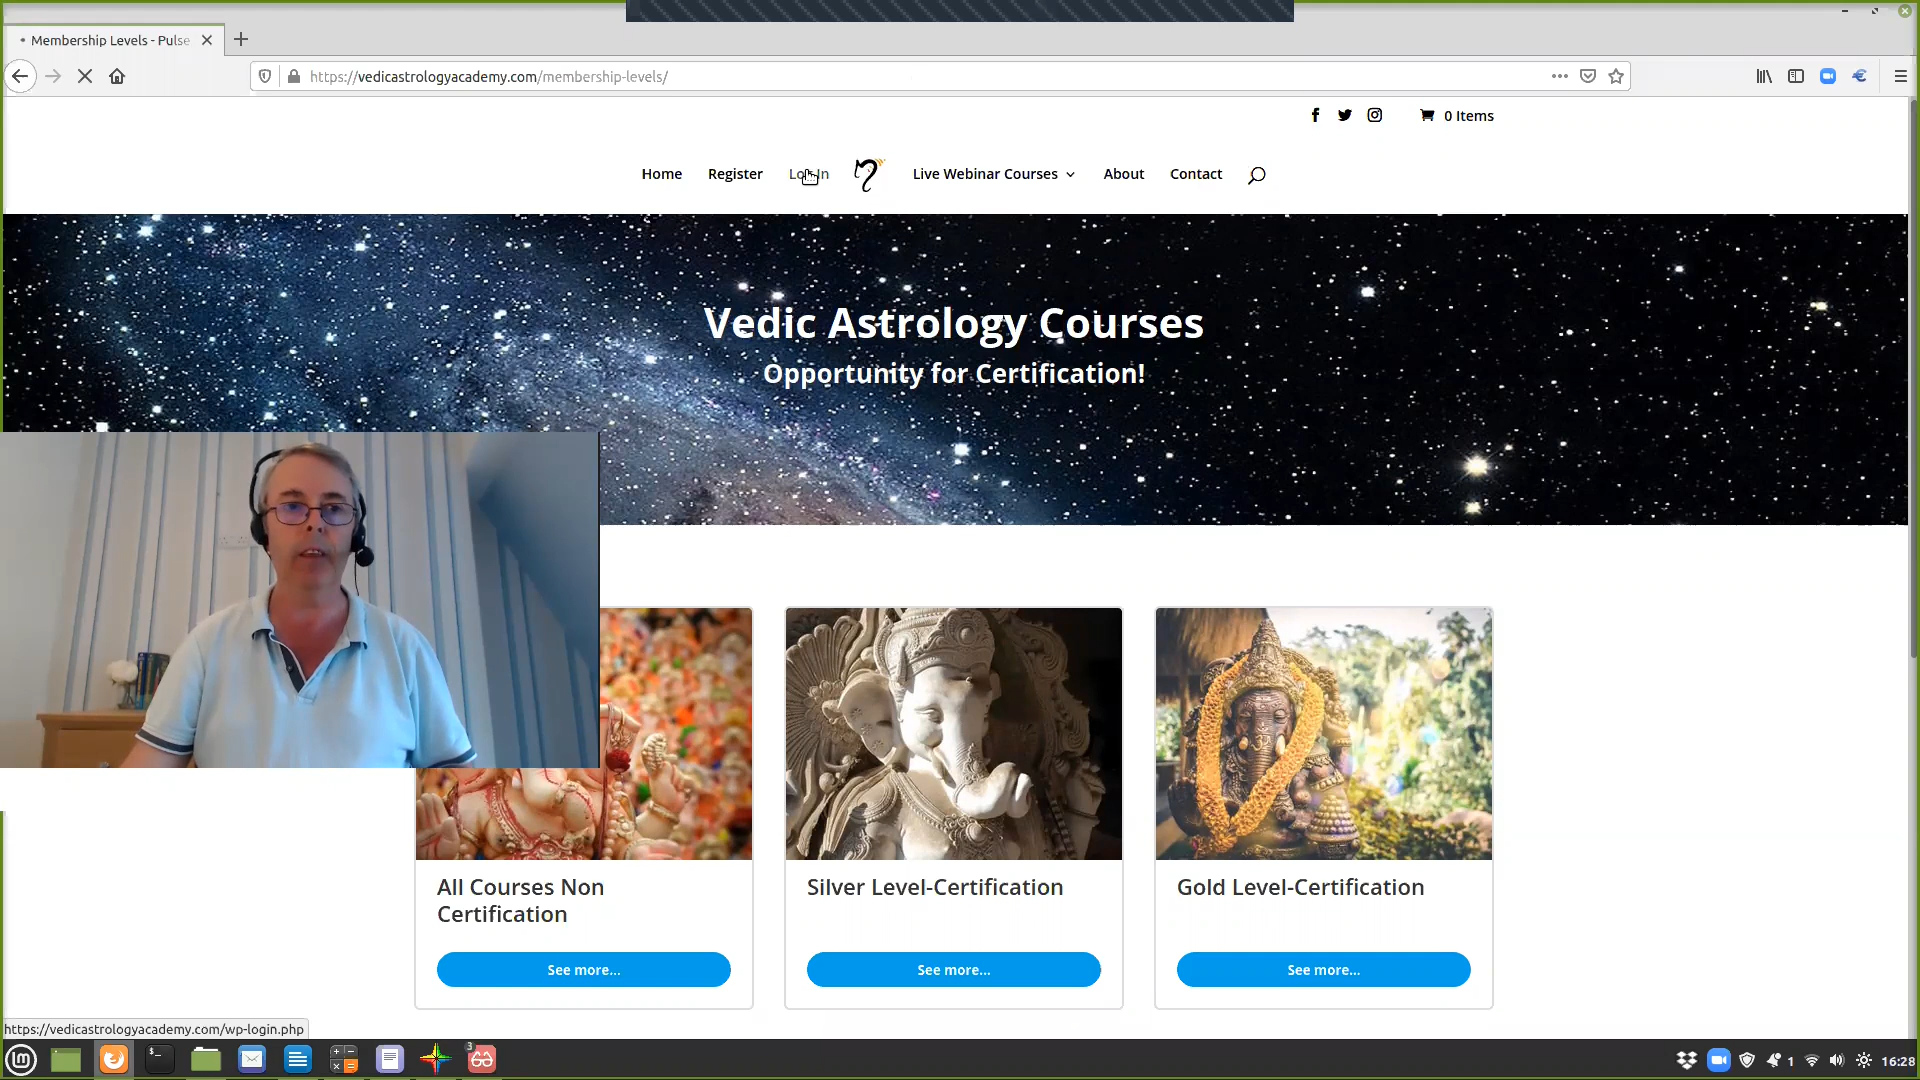 Membership Levels - Pulse
https://vedicastrologyacademy.com/membership-levels/
0 Items
Home
Register
Live Webinar Courses
About
Contact
Vedic Astrology Courses
Opportunity for Certification!
All Courses Non
Certification
Silver Level-Certification
Gold Level-Certification
See more...
See more...
See more...
https://vedicastrologyacademy.com/wp-login.php
3
1
16:28